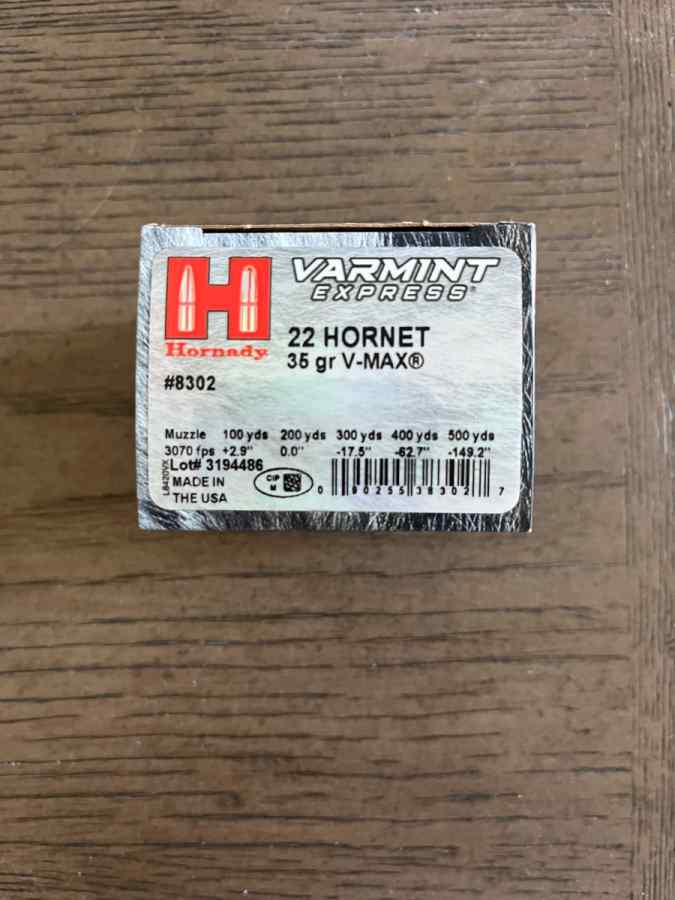 VARMINT
EXPRESS®
Hornady
22 HORNET
35 gr V-MAX®
#8302
Muzzle 100 yds 200 yds 300 yds 400 yds 500 yds
3070 fps +2.9" 0.0" -17.5" -62.7" -149.2"
Lot# 3194486
MADE IN
THE USA
L8420VX
CIP
M
0 90255 38302 7